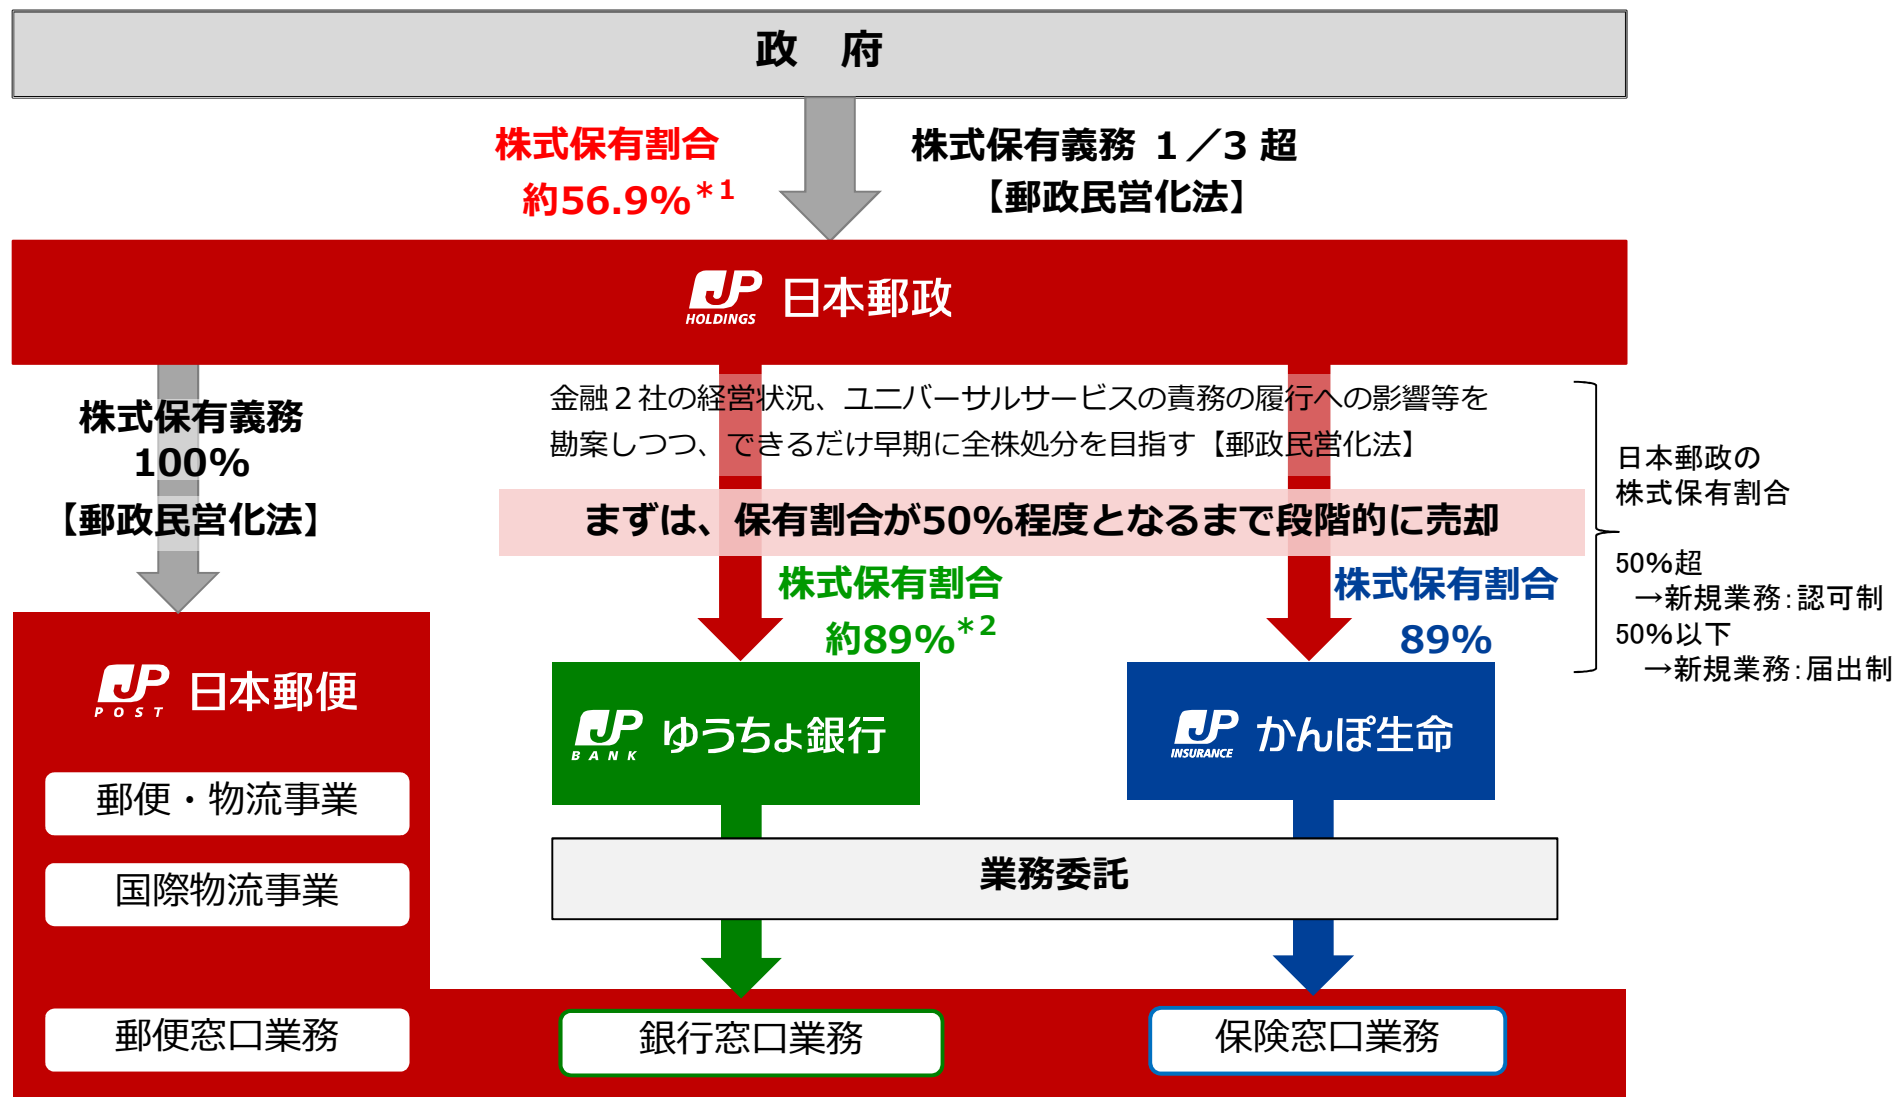 政　府
株式保有割合
約56.9%＊1
株式保有義務 １／3 超
【郵政民営化法】
JP HOLDINGS 日本郵政
株式保有義務
100%
【郵政民営化法】
金融２社の経営状況、ユニバーサルサービスの責務の履行への影響等を
勘案しつつ、できるだけ早期に全株処分を目指す【郵政民営化法】
まずは、保有割合が50%程度となるまで段階的に売却
株式保有割合
約89%＊2
株式保有割合
89%
日本郵政の
株式保有割合
50%超
→新規業務：認可制
50%以下
→新規業務：届出制
JP POST 日本郵便
JP BANK ゆうちょ銀行
JP INSURANCE かんぽ生命
郵便・物流事業
国際物流事業
業務委託
郵便窓口業務
銀行窓口業務
保険窓口業務